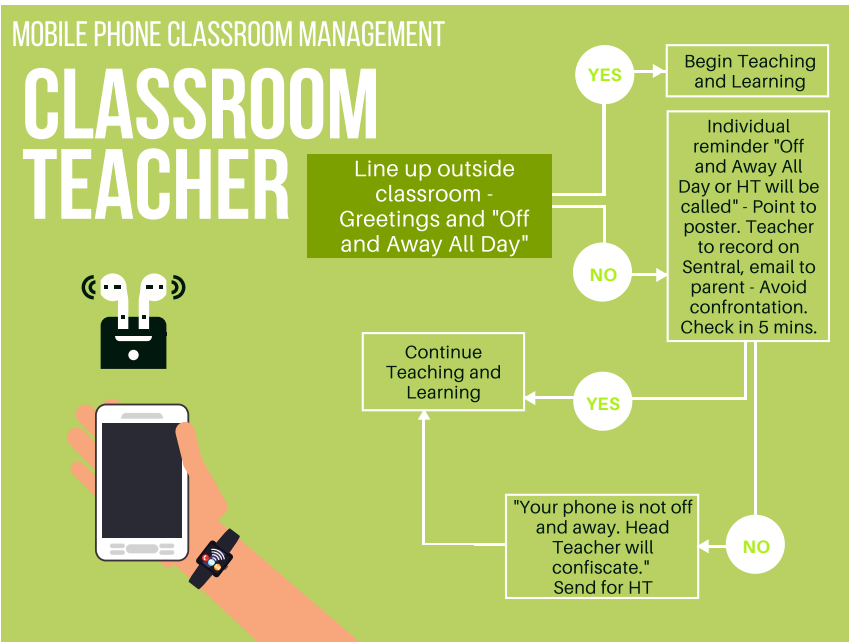 MOBILE PHONE CLASSROOM MANAGEMENT
CLASSROOM
TEACHER
Line up outside
classroom -
Greetings and "Off
and Away All Day"
YES
Begin Teaching
and Learning
NO
Individual
reminder "Off
and Away All
Day or HT will be
called" - Point to
poster. Teacher
to record on
Sentral, email to
parent - Avoid
confrontation.
Check in 5 mins.
YES
Continue
Teaching and
Learning
NO
"Your phone is not off
and away. Head
Teacher will
confiscate."
Send for HT